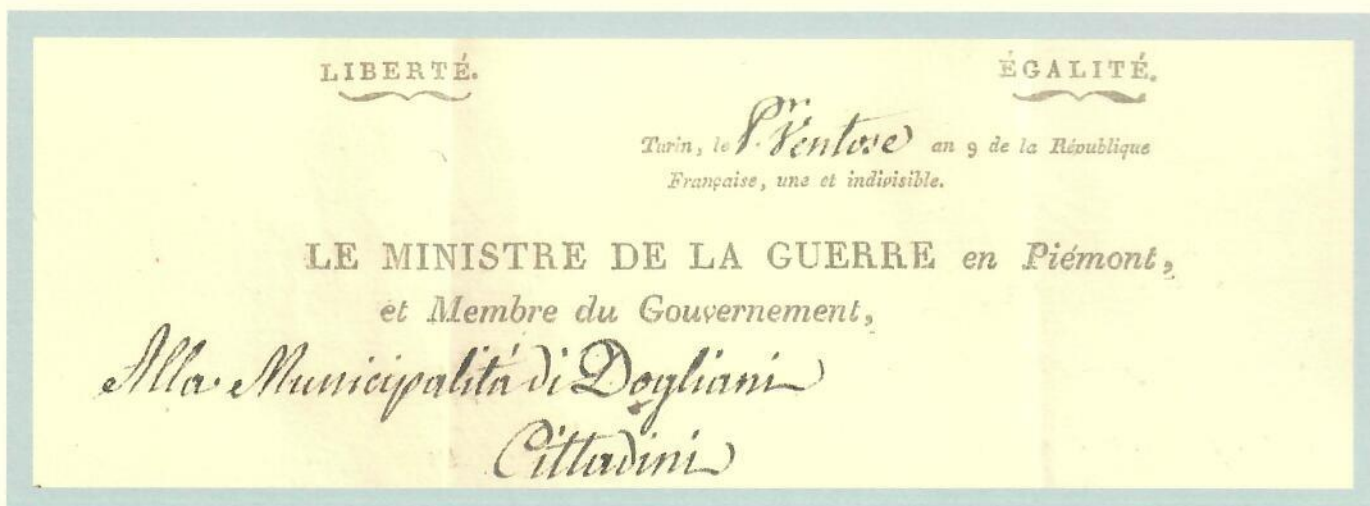 LIBERTÉ. ÉGALITÉ.
Turin, le P.r Ventose an 9 de la République
Française, une et indivisible.
LE MINISTRE DE LA GUERRE en Piémont,
et Membre du Gouvernement,
Alla Municipalità di Dogliani
Cittadini